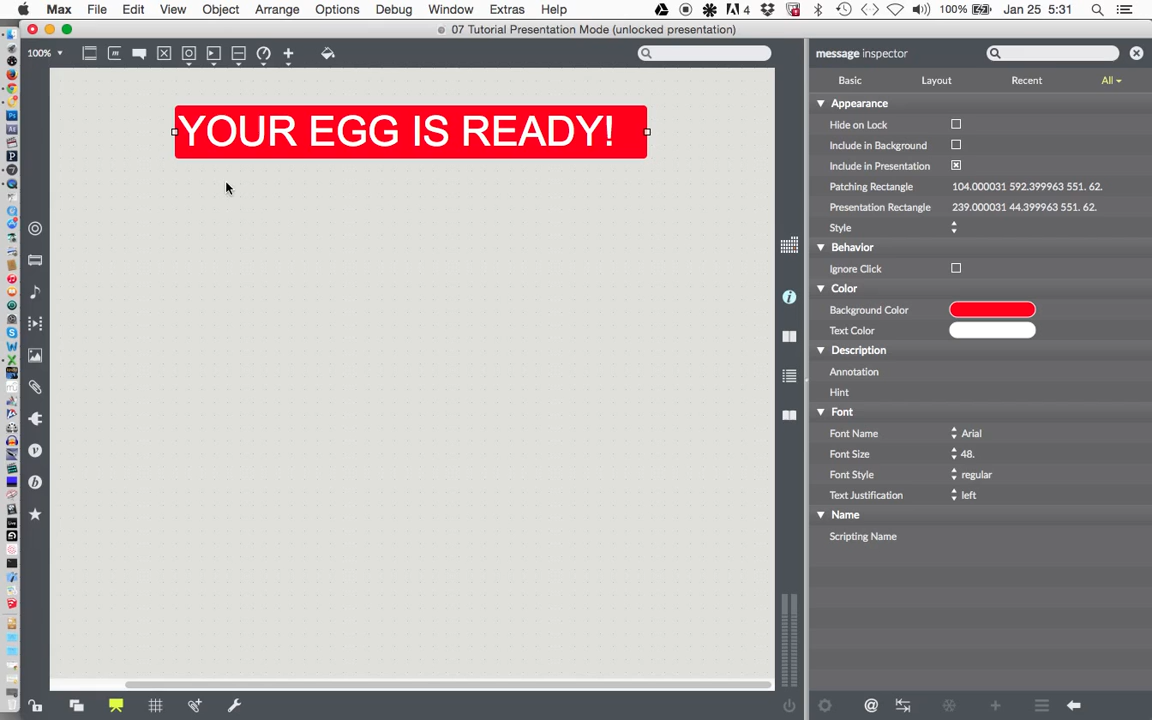 Max File Edit View Object Arrange Options Debug Window Extras Help 4 100% Jan 25 5:31
07 Tutorial Presentation Mode (unlocked presentation)
100%
YOUR EGG IS READY!
message inspector
Basic Layout Recent All
Appearance
Hide on Lock
Include in Background
Include in Presentation
Patching Rectangle 104.000031 592.399963 551. 62.
Presentation Rectangle 239.000031 44.399963 551. 62.
Style
Behavior
Ignore Click
Color
Background Color
Text Color
Description
Annotation
Hint
Font
Font Name Arial
Font Size 48.
Font Style regular
Text Justification left
Name
Scripting Name